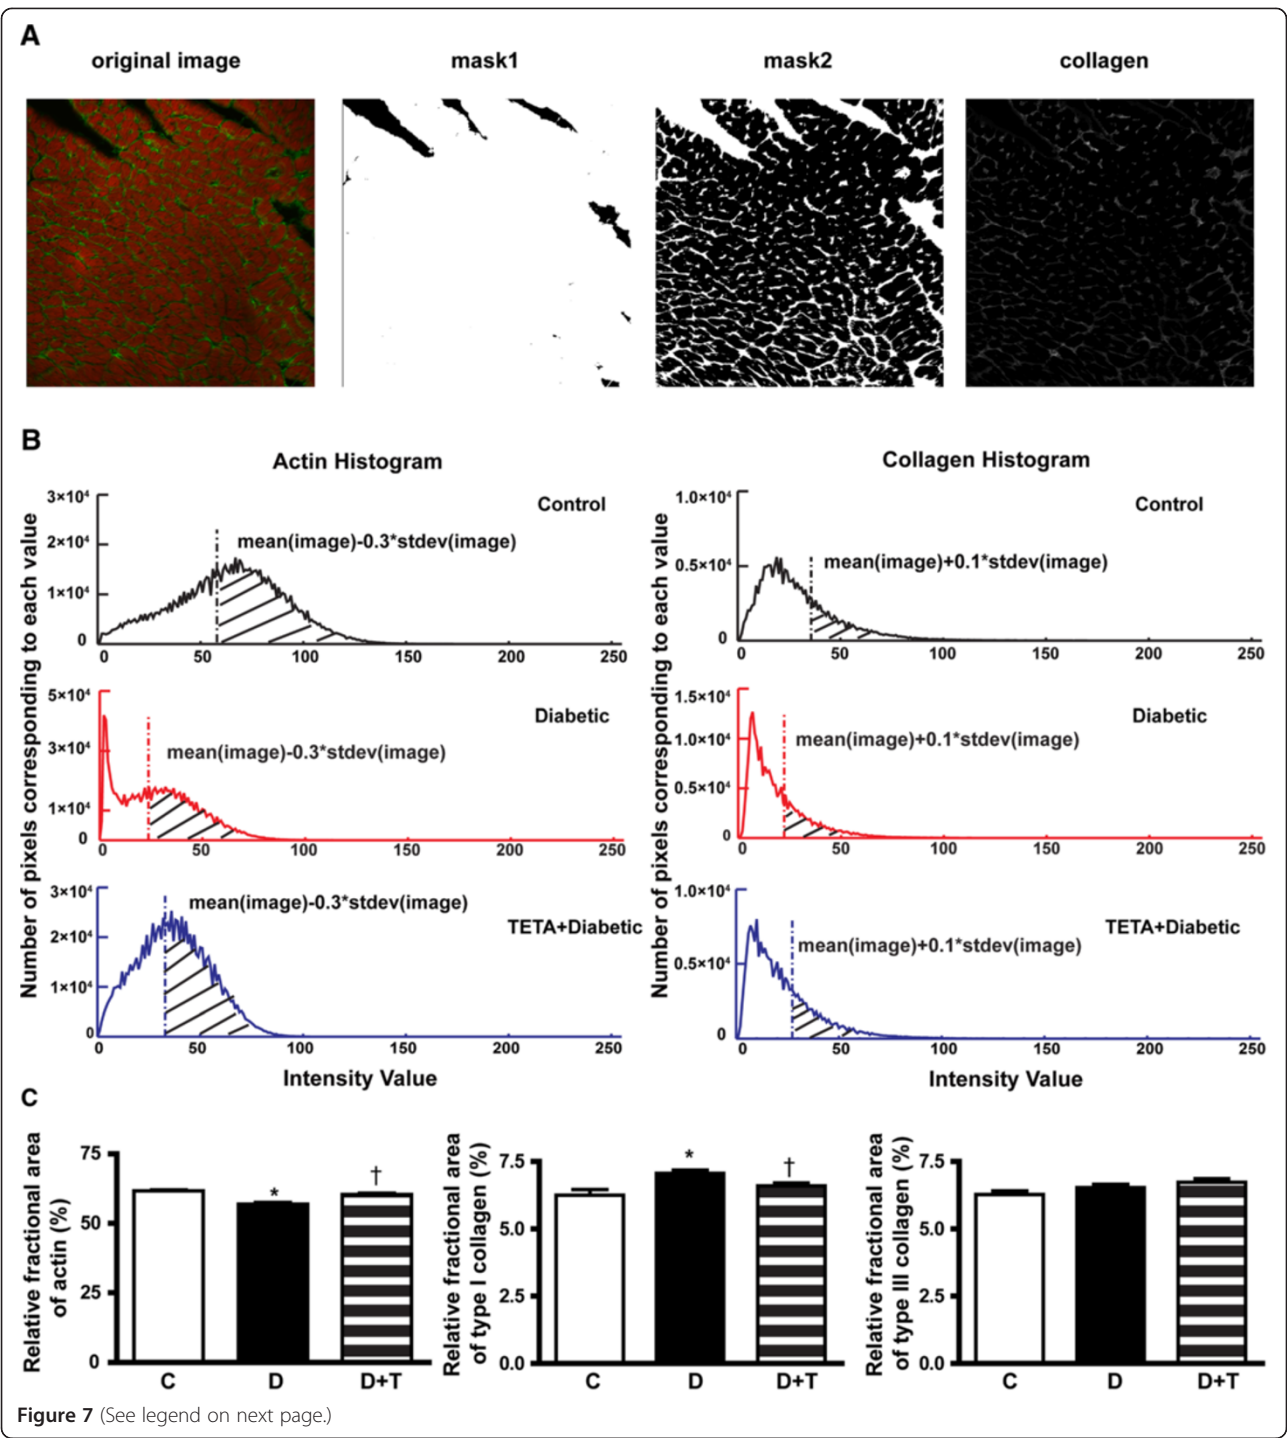 A
original image
mask1
mask2
collagen
B
Actin Histogram
Collagen Histogram
Number of pixels corresponding to each value
3×10⁴
2×10⁴
1×10⁴
0
Control
mean(image)-0.3*stdev(image)
0 50 100 150 200 250
5×10⁴
3×10⁴
1×10⁴
0
Diabetic
mean(image)-0.3*stdev(image)
0 50 100 150 200 250
3×10⁴
2×10⁴
1×10⁴
0
mean(image)-0.3*stdev(image)
TETA+Diabetic
0 50 100 150 200 250
Intensity Value
Number of pixels corresponding to each value
1.0×10⁴
0.5×10⁴
0
Control
mean(image)+0.1*stdev(image)
0 50 100 150 200 250
1.5×10⁴
1.0×10⁴
0.5×10⁴
0
Diabetic
mean(image)+0.1*stdev(image)
0 50 100 150 200 250
1.0×10⁴
0.5×10⁴
0
TETA+Diabetic
mean(image)+0.1*stdev(image)
0 50 100 150 200 250
Intensity Value
C
Relative fractional area
of actin (%)
75
50
25
0
*
†
C D D+T
Relative fractional area
of type I collagen (%)
7.5
5.0
2.5
0.0
*
†
C D D+T
Relative fractional area
of type III collagen (%)
7.5
5.0
2.5
0.0
C D D+T
Figure 7 (See legend on next page.)